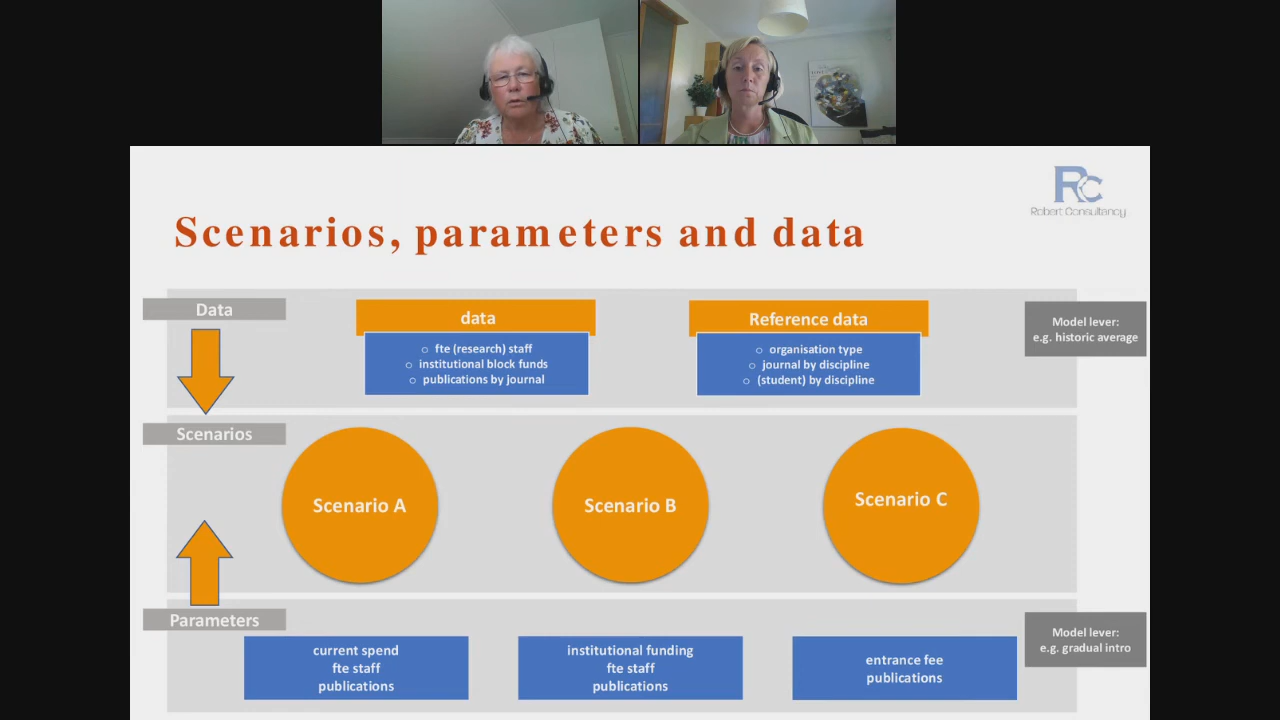 RC
Robert Consultancy
Scenarios, parameters and data
Data
data
fte (research) staff
institutional block funds
publications by journal
Reference data
organisation type
journal by discipline
(student) by discipline
Model lever:
e.g. historic average
Scenarios
Scenario A
Scenario B
Scenario C
Parameters
current spend
fte staff
publications
institutional funding
fte staff
publications
entrance fee
publications
Model lever:
e.g. gradual intro